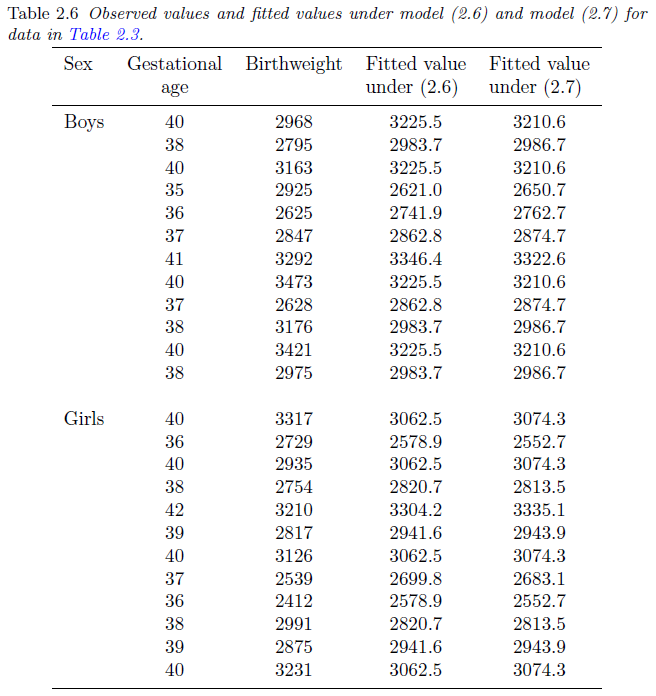 Table 2.6 Observed values and fitted values under model (2.6) and model (2.7) for
data in Table 2.3.
Sex Gestational Birthweight Fitted value Fitted value
age under (2.6) under (2.7)
Boys 40 2968 3225.5 3210.6
38 2795 2983.7 2986.7
40 3163 3225.5 3210.6
35 2925 2621.0 2650.7
36 2625 2741.9 2762.7
37 2847 2862.8 2874.7
41 3292 3346.4 3322.6
40 3473 3225.5 3210.6
37 2628 2862.8 2874.7
38 3176 2983.7 2986.7
40 3421 3225.5 3210.6
38 2975 2983.7 2986.7
Girls 40 3317 3062.5 3074.3
36 2729 2578.9 2552.7
40 2935 3062.5 3074.3
38 2754 2820.7 2813.5
42 3210 3304.2 3335.1
39 2817 2941.6 2943.9
40 3126 3062.5 3074.3
37 2539 2699.8 2683.1
36 2412 2578.9 2552.7
38 2991 2820.7 2813.5
39 2875 2941.6 2943.9
40 3231 3062.5 3074.3